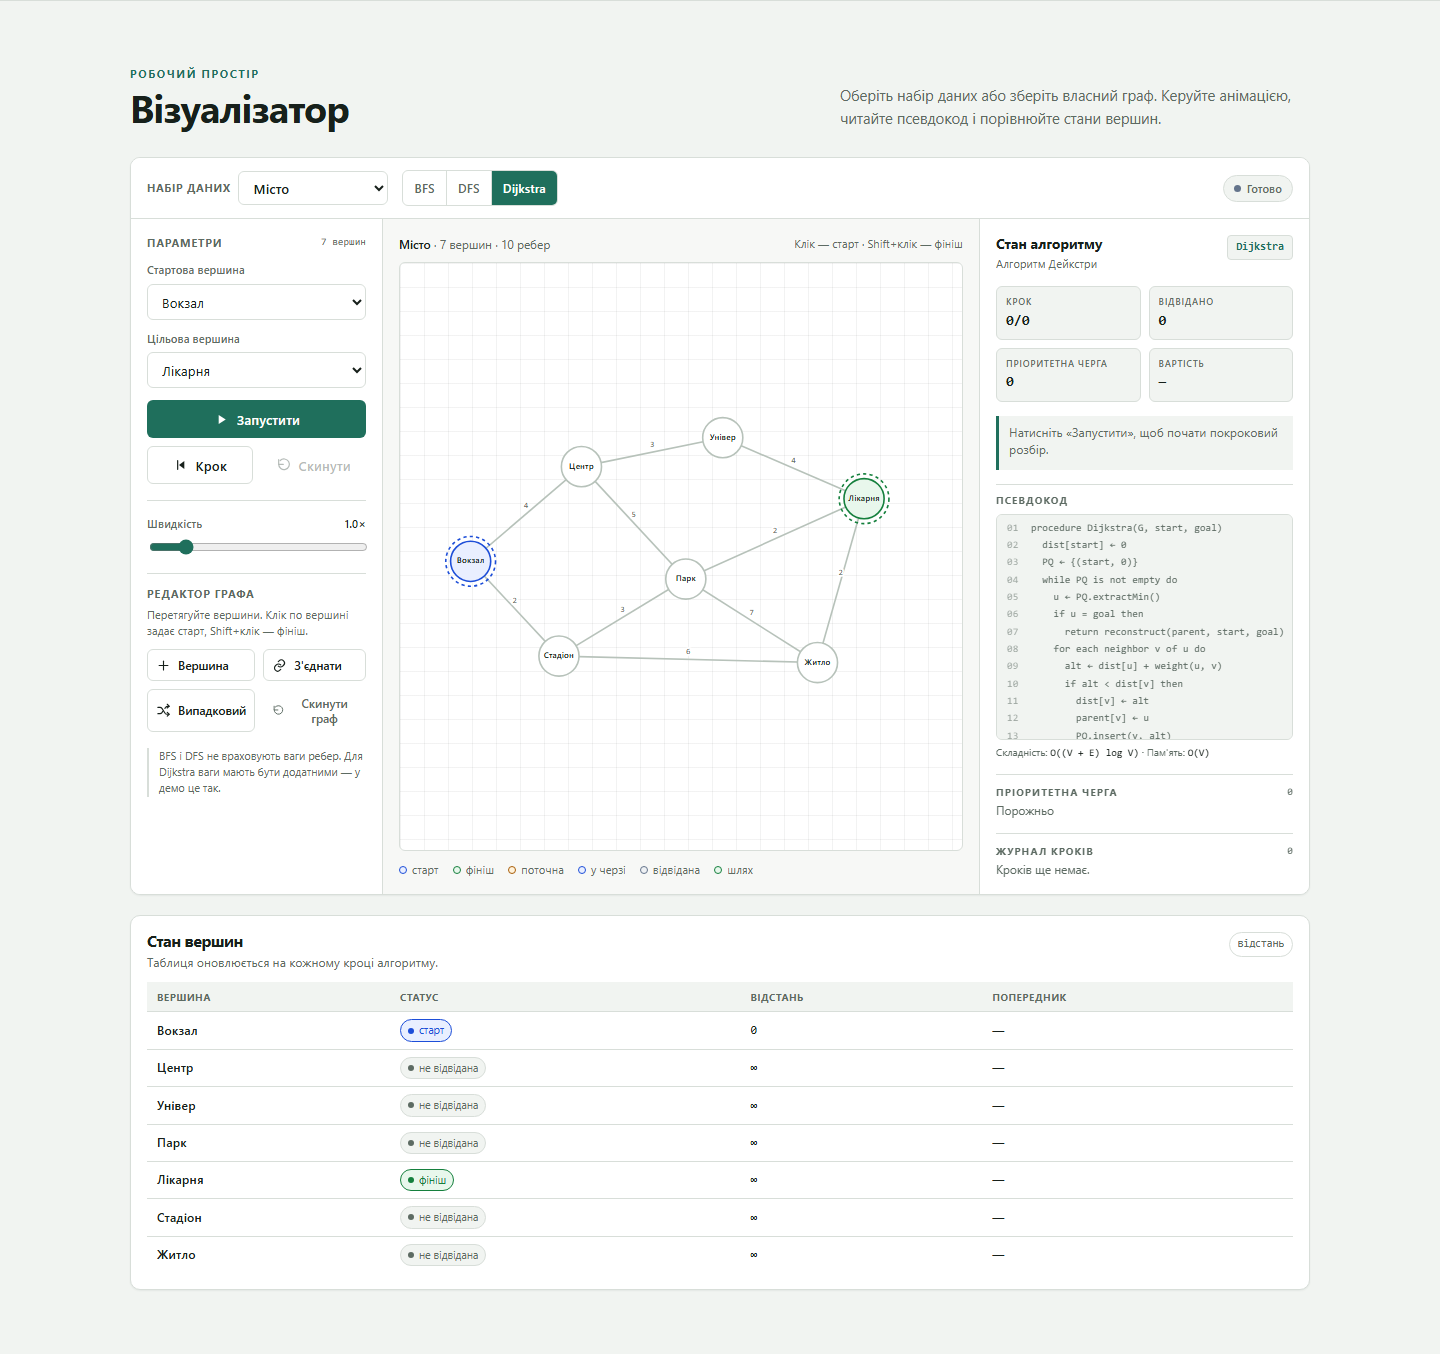 РОБОЧИЙ ПРОСТІР
Візуалізатор
Оберіть набір даних або зберіть власний граф. Керуйте анімацією,
читайте псевдокод і порівнюйте стани вершин.
НАБІР ДАНИХ
Місто
BFS
DFS
Dijkstra
Готово
ПАРАМЕТРИ
7 вершин
Стартова вершина
Вокзал
Цільова вершина
Лікарня
Запустити
Крок
Скинути
Швидкість
1.0×
РЕДАКТОР ГРАФА
Перетягуйте вершини. Клік по вершині
задає старт, Shift+клік — фініш.
Вершина
З'єднати
Випадковий
Скинути
граф
BFS і DFS не враховують ваги ребер. Для
Dijkstra ваги мають бути додатними — у
демо це так.
Місто · 7 вершин · 10 ребер
Клік — старт · Shift+клік — фініш
Універ
3
Центр
4
Лікарня
4
5
2
Вокзал
Парк
2
2
3
7
Стадіон
6
Житло
старт
фініш
поточна
у черзі
відвідана
шлях
Стан алгоритму
Dijkstra
Алгоритм Дейкстри
КРОК
0/0
ВІДВІДАНО
0
ПРІОРИТЕТНА ЧЕРГА
0
ВАРТІСТЬ
—
Натисніть «Запустити», щоб почати покроковий
розбір.
ПСЕВДОКОД
01 procedure Dijkstra(G, start, goal)
02 dist[start] ← 0
03 PQ ← {(start, 0)}
04 while PQ is not empty do
05 u ← PQ.extractMin()
06 if u = goal then
07 return reconstruct(parent, start, goal)
08 for each neighbor v of u do
09 alt ← dist[u] + weight(u, v)
10 if alt < dist[v] then
11 dist[v] ← alt
12 parent[v] ← u
13 PQ.insert(v, alt)
Складність: O((V + E) log V) · Пам'ять: O(V)
ПРІОРИТЕТНА ЧЕРГА
0
Порожньо
ЖУРНАЛ КРОКІВ
0
Кроків ще немає.
Стан вершин
відстань
Таблиця оновлюється на кожному кроці алгоритму.
ВЕРШИНА СТАТУС ВІДСТАНЬ ПОПЕРЕДНИК
Вокзал старт 0 —
Центр не відвідана ∞ —
Універ не відвідана ∞ —
Парк не відвідана ∞ —
Лікарня фініш ∞ —
Стадіон не відвідана ∞ —
Житло не відвідана ∞ —